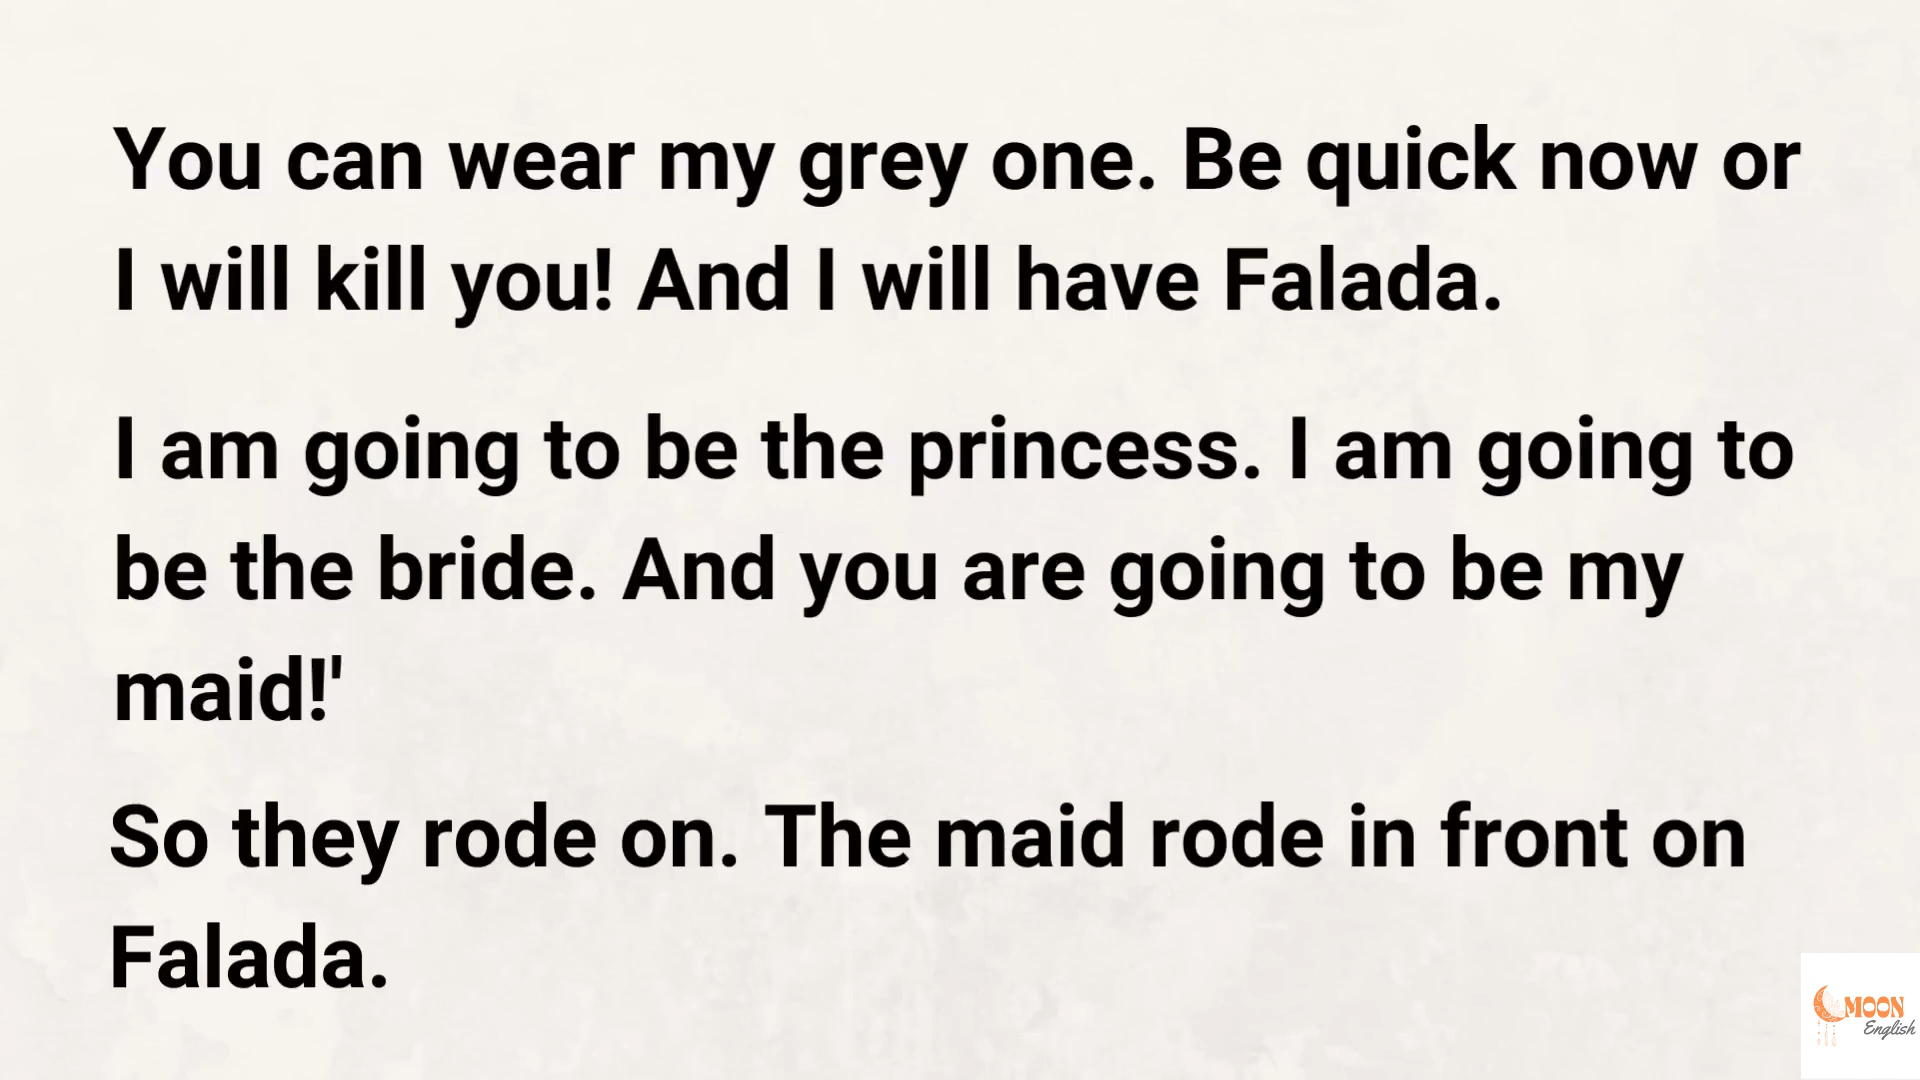 You can wear my grey one. Be quick now or
I will kill you! And I will have Falada.
I am going to be the princess. I am going to
be the bride. And you are going to be my
maid!'
So they rode on. The maid rode in front on
Falada.
MOON
English